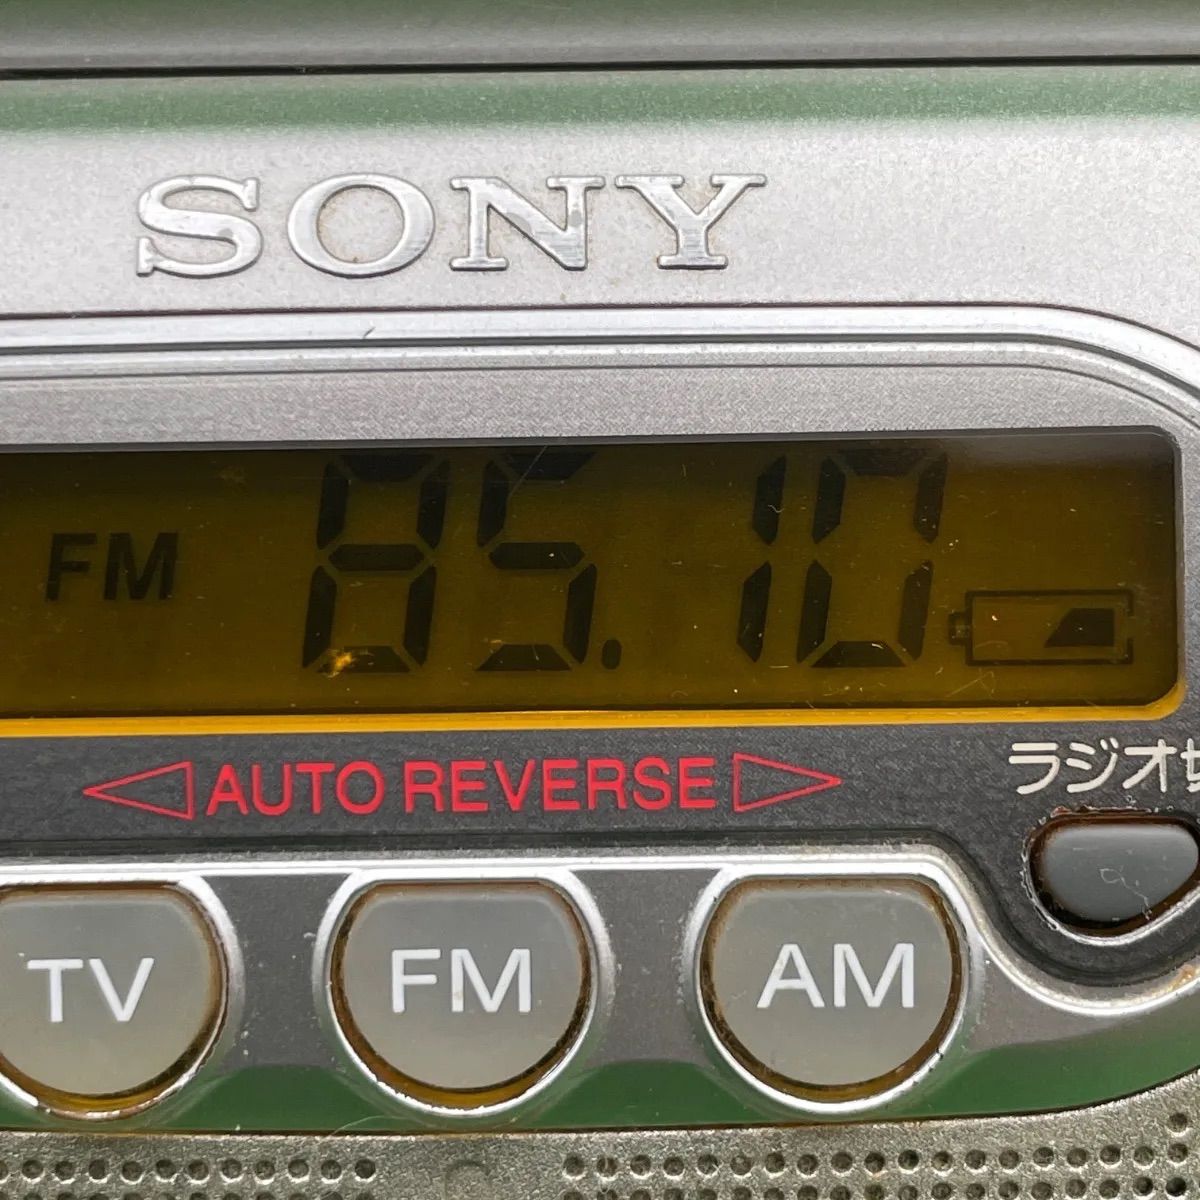 SONY
FM 85.10
AUTO REVERSE
ラジオ
TV FM AM